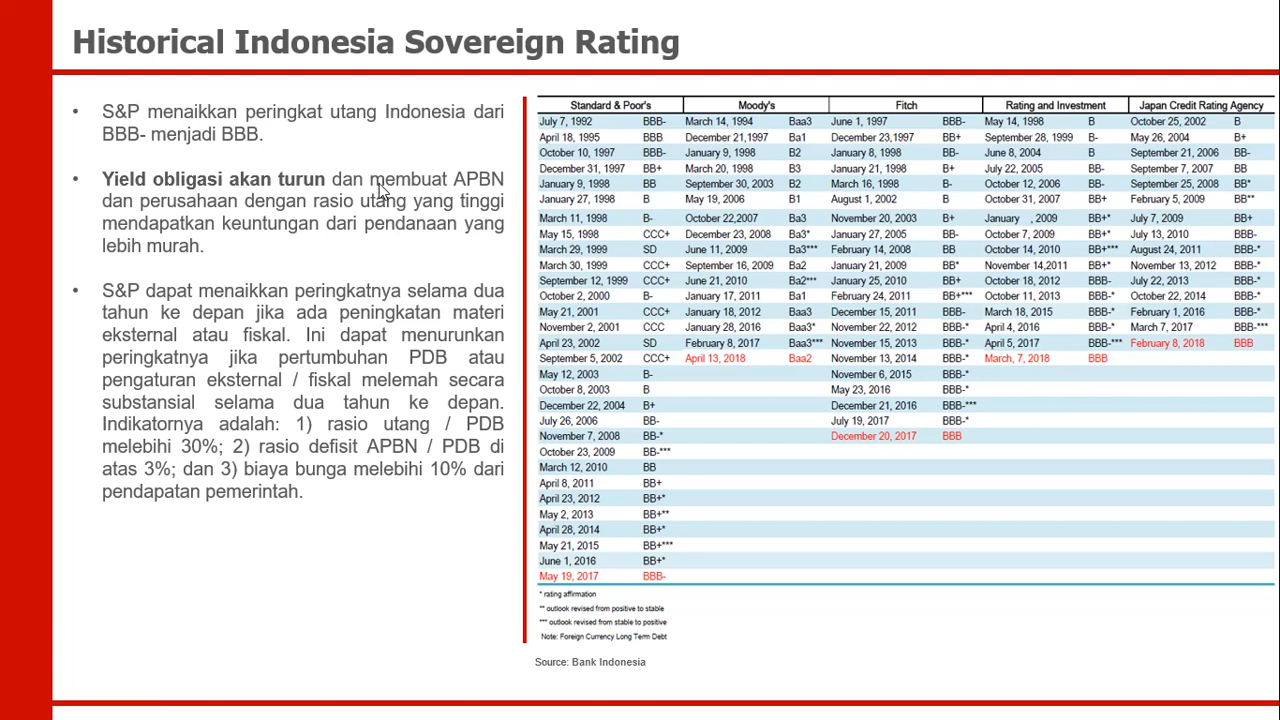 Historical Indonesia Sovereign Rating
• S&P menaikkan peringkat utang Indonesia dari
BBB- menjadi BBB.
• Yield obligasi akan turun dan membuat APBN
dan perusahaan dengan rasio utang yang tinggi
mendapatkan keuntungan dari pendanaan yang
lebih murah.
• S&P dapat menaikkan peringkatnya selama dua
tahun ke depan jika ada peningkatan materi
eksternal atau fiskal. Ini dapat menurunkan
peringkatnya jika pertumbuhan PDB atau
pengaturan eksternal / fiskal melemah secara
substansial selama dua tahun ke depan.
Indikatornya adalah: 1) rasio utang / PDB
melebihi 30%; 2) rasio defisit APBN / PDB di
atas 3%; dan 3) biaya bunga melebihi 10% dari
pendapatan pemerintah.
Standard & Poor's Moody's Fitch Rating and Investment Japan Credit Rating Agency
July 7, 1992 BBB- March 14, 1994 Baa3 June 1, 1997 BBB- May 14, 1998 B October 25, 2002 B
April 18, 1995 BBB December 21,1997 Ba1 December 23,1997 BB+ September 28, 1999 B- May 26, 2004 B+
October 10, 1997 BBB- January 9, 1998 B2 January 8, 1998 BB- June 8, 2004 B September 21, 2006 BB-
December 31, 1997 BB+ March 20, 1998 B3 January 21, 1998 B+ July 22, 2005 BB- September 7, 2007 BB
January 9, 1998 BB September 30, 2003 B2 March 16, 1998 B- October 12, 2006 BB- September 25, 2008 BB*
January 27, 1998 B May 19, 2006 B1 August 1, 2002 B October 31, 2007 BB+ February 5, 2009 BB**
March 11, 1998 B- October 22,2007 Ba3 November 20, 2003 B+ January , 2009 BB+* July 7, 2009 BB+
May 15, 1998 CCC+ December 23, 2008 Ba3* January 27, 2005 BB- October 7, 2009 BB+* July 13, 2010 BBB-
March 29, 1999 SD June 11, 2009 Ba3*** February 14, 2008 BB October 14, 2010 BB+*** August 24, 2011 BBB-*
March 30, 1999 CCC+ September 16, 2009 Ba2 January 21, 2009 BB* November 14,2011 BB+* November 13, 2012 BBB-*
September 12, 1999 CCC+ June 21, 2010 Ba2*** January 25, 2010 BB+ October 18, 2012 BBB- July 22, 2013 BBB-*
October 2, 2000 B- January 17, 2011 Ba1 February 24, 2011 BB+*** October 11, 2013 BBB-* October 22, 2014 BBB-*
May 21, 2001 CCC+ January 18, 2012 Baa3 December 15, 2011 BBB- March 18, 2015 BBB-* February 1, 2016 BBB-*
November 2, 2001 CCC January 28, 2016 Baa3* November 22, 2012 BBB-* April 4, 2016 BBB-* March 7, 2017 BBB-***
April 23, 2002 SD February 8, 2017 Baa3*** November 15, 2013 BBB-* April 5, 2017 BBB-*** February 8, 2018 BBB
September 5, 2002 CCC+ April 13, 2018 Baa2 November 13, 2014 BBB-* March, 7, 2018 BBB
May 12, 2003 B- November 6, 2015 BBB-*
October 8, 2003 B May 23, 2016 BBB-*
December 22, 2004 B+ December 21, 2016 BBB-***
July 26, 2006 BB- July 19, 2017 BBB-*
November 7, 2008 BB-* December 20, 2017 BBB
October 23, 2009 BB-***
March 12, 2010 BB
April 8, 2011 BB+
April 23, 2012 BB+*
May 2, 2013 BB+**
April 28, 2014 BB+*
May 21, 2015 BB+***
June 1, 2016 BB+*
May 19, 2017 BBB-
* rating affirmation
** outlook revised from positive to stable
*** outlook revised from stable to positive
Note: Foreign Currency Long Term Debt
Source: Bank Indonesia